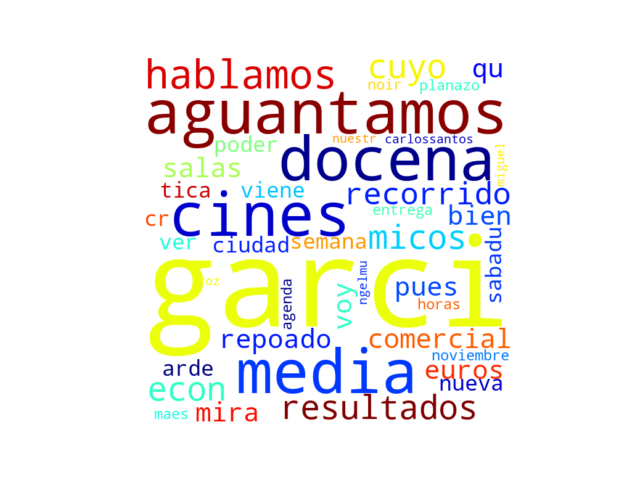 hablamos cuyo qu
noir planazo
aguantamos
nuestr carlossantos
poder docena miguel
salas
tica viene recorrido
cr cines entrega bien
ver ciudad semana micos sabadu
garci
oz agenda voy ngelmu pues
horas
repoado comercial
noviembre
arde media euros
econ nueva
maes mira resultados